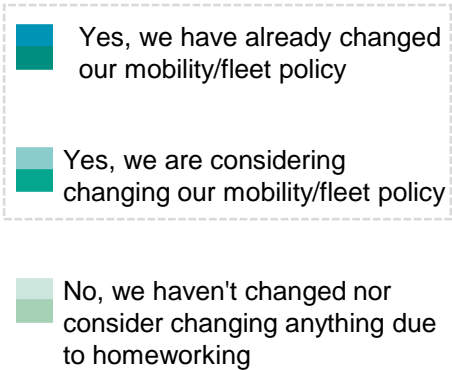 Yes, we have already changed
our mobility/fleet policy
Yes, we are considering
changing our mobility/fleet policy
No, we haven't changed nor
consider changing anything due
to homeworking